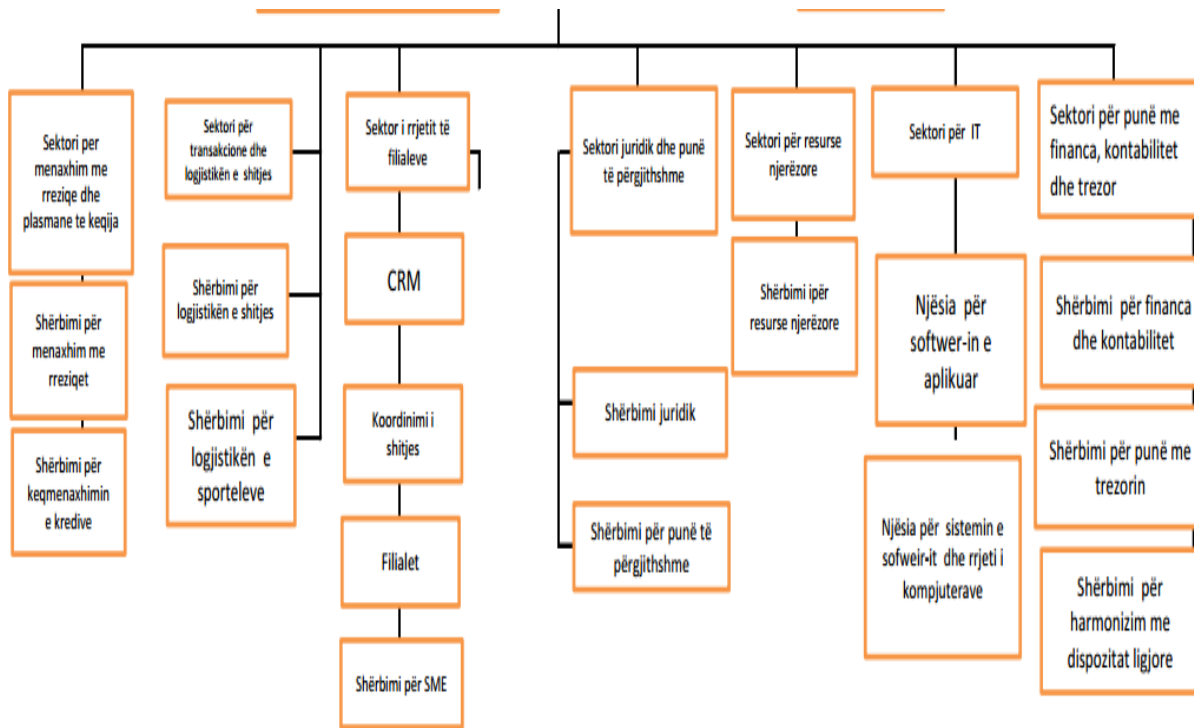 Sektori per
menaxhim me
rreziqe dhe
plasmane te keqija
Shërbimi për
menaxhim me
rreziqet
Shërbimi për
keqmenaxhimin
e kredive
Sektori për
transakcione dhe
logjistikën e shitjes
Shërbimi për
logjistikën e shitjes
Shërbimi për
logjistikën e
sporteleve
Sektor i rrjetit të
filialeve
CRM
Koordinimi i
shitjes
Filialet
Shërbimi për SME
Sektori juridik dhe punë
të përgjithshme
Shërbimi juridik
Shërbimi për punë të
përgjithshme
Sektori për resurse
njerëzore
Shërbimi ipër
resurse njerëzore
Sektori për IT
Njësia për
softwer-in e
aplikuar
Njësia për sistemin e
sofweir-it dhe rrjeti i
kompjuterave
Sektori për punë me
financa, kontabilitet
dhe trezor
Shërbimi për financa
dhe kontabilitet
Shërbimi për punë me
trezorin
Shërbimi për
harmonizim me
dispozitat ligjore